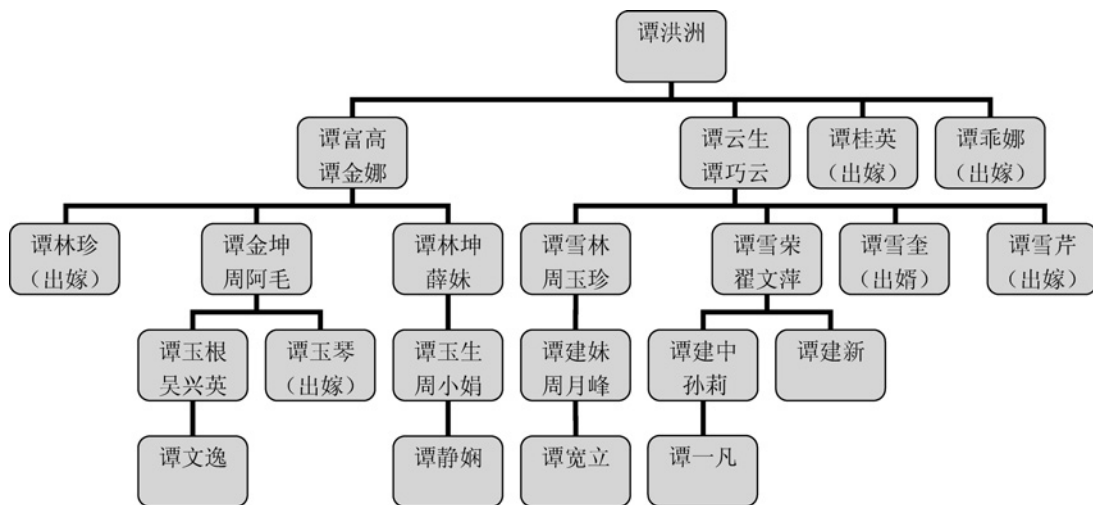 谭洪洲
谭富高
谭金娜
谭云生
谭巧云
谭桂英
（出嫁）
谭乖娜
（出嫁）
谭林珍
（出嫁）
谭金坤
周阿毛
谭林坤
薛妹
谭雪林
周玉珍
谭雪荣
翟文萍
谭雪奎
（出婿）
谭雪芹
（出嫁）
谭玉根
吴兴英
谭玉琴
（出嫁）
谭玉生
周小娟
谭建妹
周月峰
谭建中
孙莉
谭建新
谭文逸
谭静娴
谭宽立
谭一凡